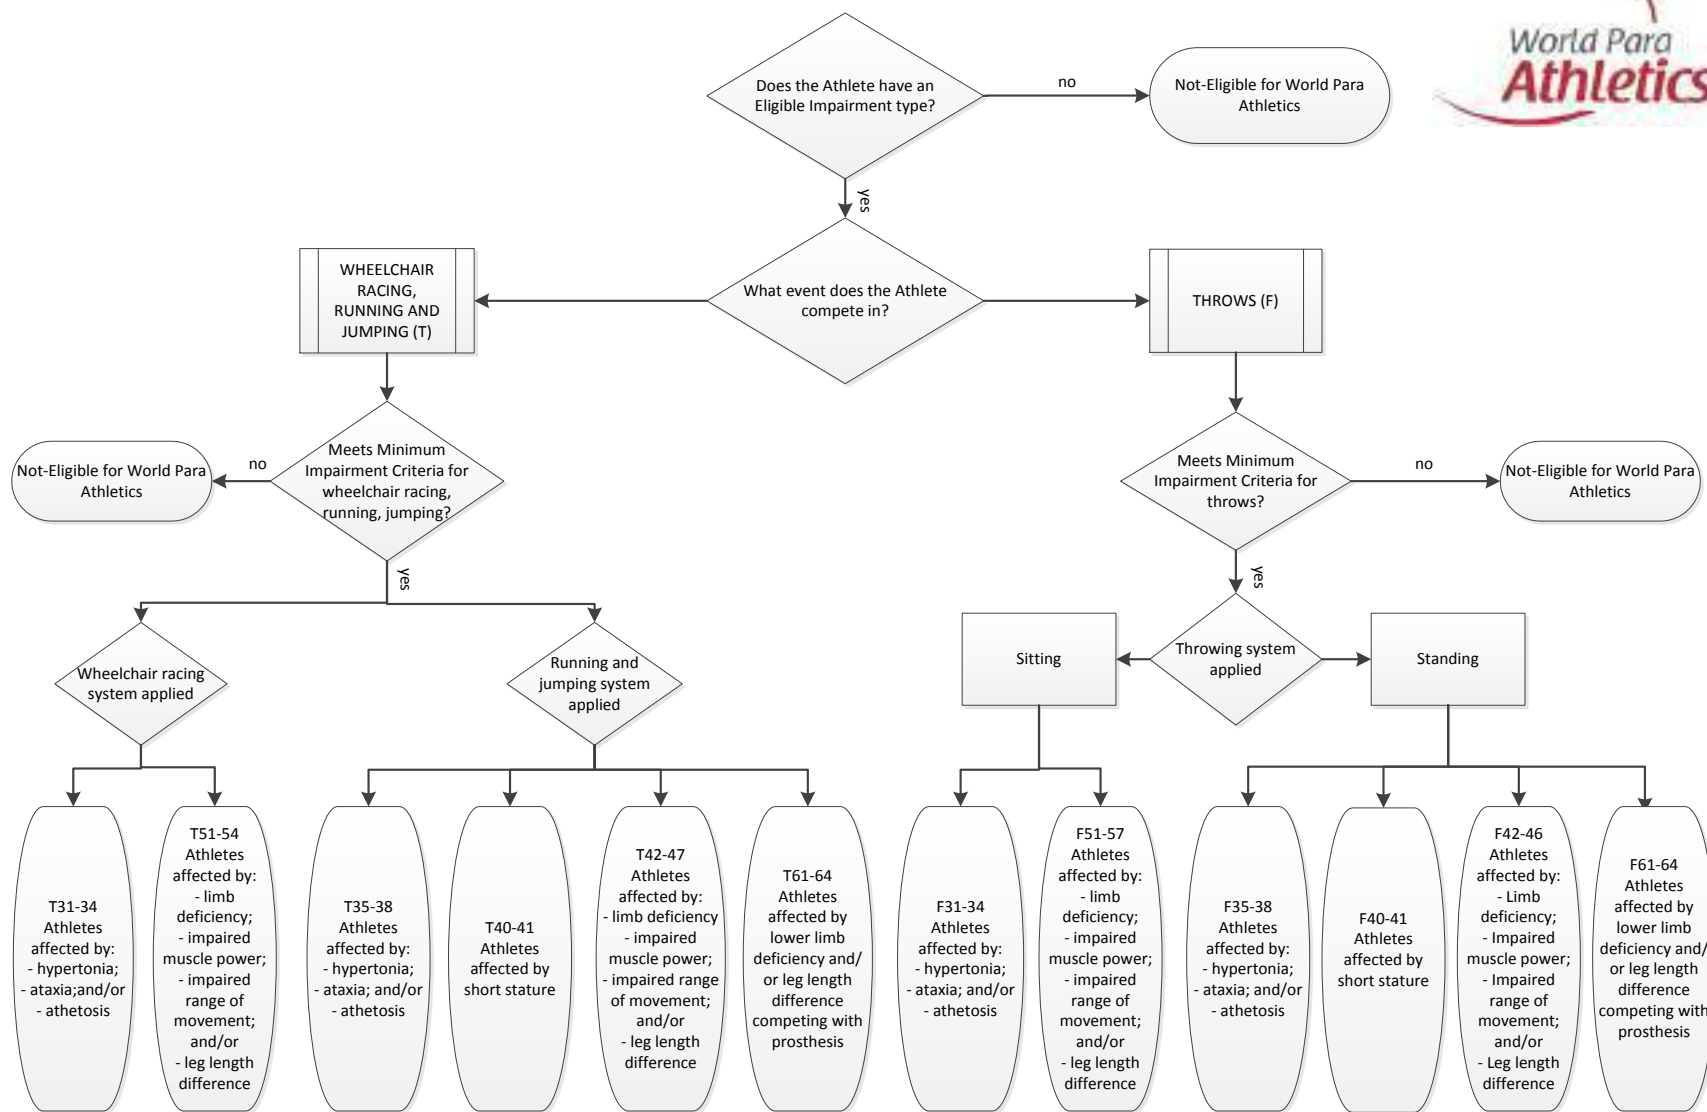 World Para
Athletics
Does the Athlete have an
Eligible Impairment type?
no
Not-Eligible for World Para
Athletics
yes
WHEELCHAIR
RACING,
RUNNING AND
JUMPING (T)
What event does the Athlete
compete in?
THROWS (F)
Meets Minimum
Impairment Criteria for
wheelchair racing,
running, jumping?
no
Not-Eligible for World Para
Athletics
Meets Minimum
Impairment Criteria for
throws?
no
Not-Eligible for World Para
Athletics
yes
yes
Wheelchair racing
system applied
Running and
jumping system
applied
Sitting
Throwing system
applied
Standing
T31-34
Athletes
affected by:
- hypertonia;
- ataxia;and/or
- athetosis
T51-54
Athletes
affected by:
- limb
deficiency;
- impaired
muscle power;
- impaired
range of
movement;
and/or
- leg length
difference
T35-38
Athletes
affected by:
- hypertonia;
- ataxia; and/or
- athetosis
T40-41
Athletes
affected by
short stature
T42-47
Athletes
affected by:
- limb deficiency
- impaired
muscle power;
- impaired range
of movement;
and/or
- leg length
difference
T61-64
Athletes
affected by
lower limb
deficiency and/
or leg length
difference
competing with
prosthesis
F31-34
Athletes
affected by:
- hypertonia;
- ataxia; and/or
- athetosis
F51-57
Athletes
affected by:
- limb
deficiency;
- impaired
muscle power;
- impaired
range of
movement;
and/or
- leg length
difference
F35-38
Athletes
affected by:
- hypertonia;
- ataxia; and/or
- athetosis
F40-41
Athletes
affected by
short stature
F42-46
Athletes
affected by:
- Limb
deficiency;
- Impaired
muscle power;
- Impaired
range of
movement;
and/or
- Leg length
difference
F61-64
Athletes
affected by
lower limb
deficiency and/
or leg length
difference
competing with
prosthesis